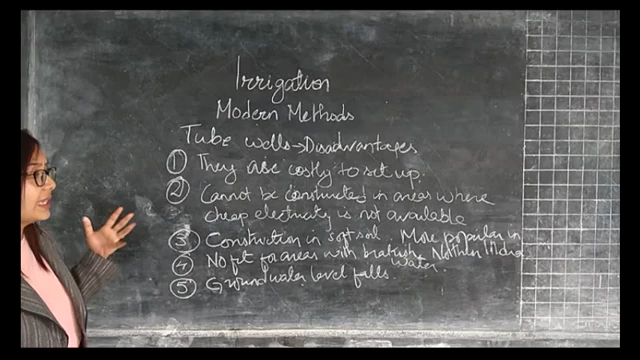 Irrigation
Modern Methods
Tube wells → Disadvantages
① They are costly to set up.
② Cannot be constructed in areas where
cheap electricity is not available
③ Construction in soft soil. More popular in Northern India
④ No fit for areas with brakish water.
⑤ Groundwater level falls